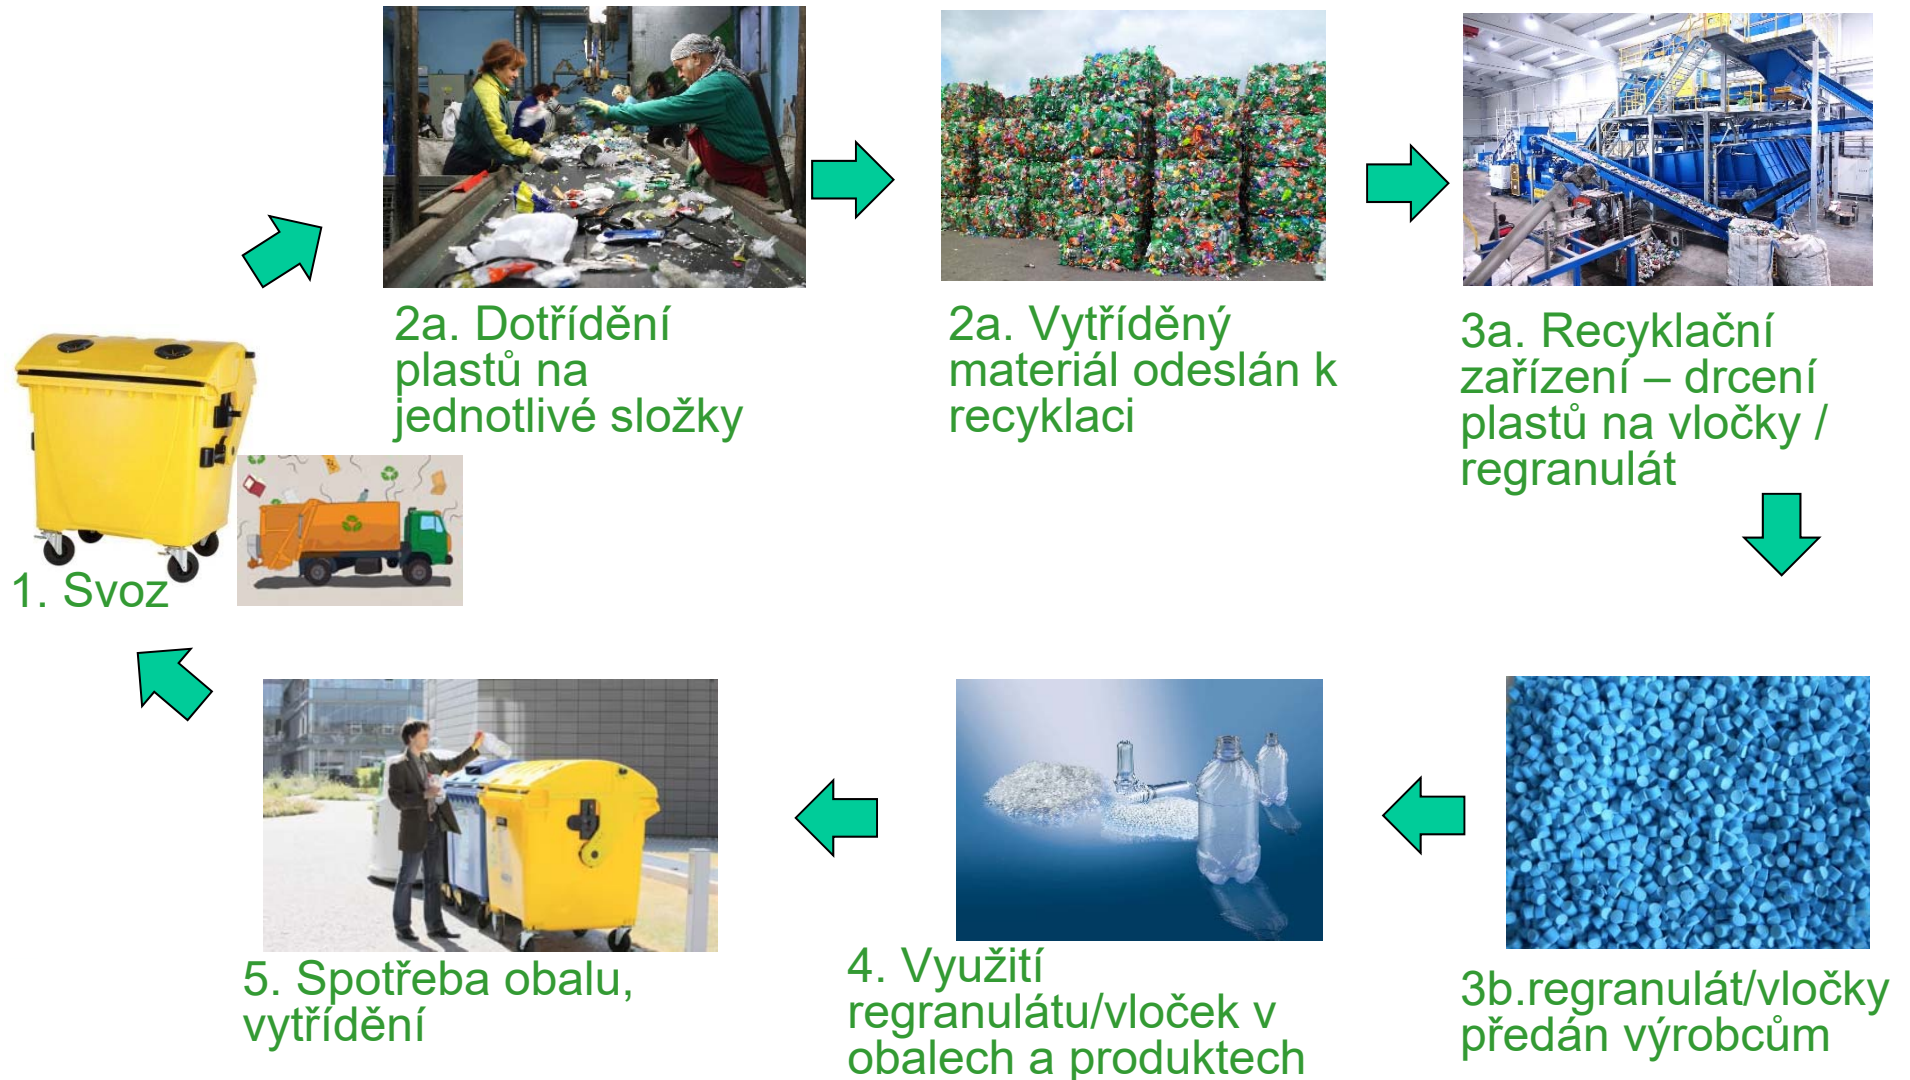 2a. Dotřídění
plastů na
jednotlivé složky
2a. Vytříděný
materiál odeslán k
recyklaci
3a. Recyklační
zařízení – drcení
plastů na vločky /
regranulát
1. Svoz
5. Spotřeba obalu,
vytřídění
4. Využití
regranulátu/vloček v
obalech a produktech
3b.regranulát/vločky
předán výrobcům